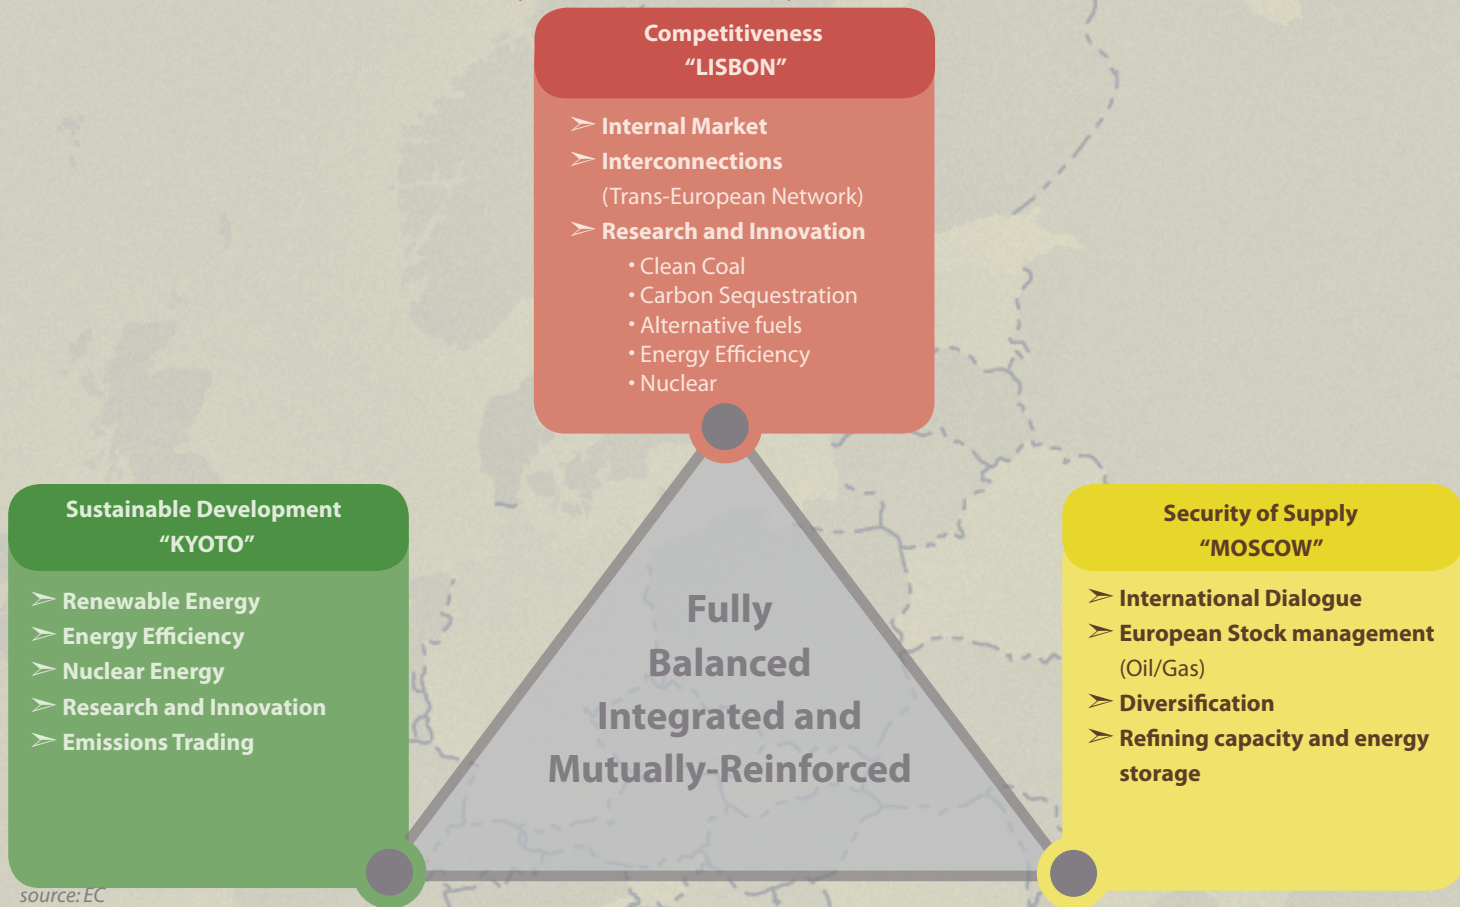 Competitiveness
“LISBON”
➢ Internal Market
➢ Interconnections
(Trans-European Network)
➢ Research and Innovation
• Clean Coal
• Carbon Sequestration
• Alternative fuels
• Energy Efficiency
• Nuclear
Sustainable Development
“KYOTO”
➢ Renewable Energy
➢ Energy Efficiency
➢ Nuclear Energy
➢ Research and Innovation
➢ Emissions Trading
Fully
Balanced
Integrated and
Mutually-Reinforced
Security of Supply
“MOSCOW”
➢ International Dialogue
➢ European Stock management
(Oil/Gas)
➢ Diversification
➢ Refining capacity and energy
storage
source: EC